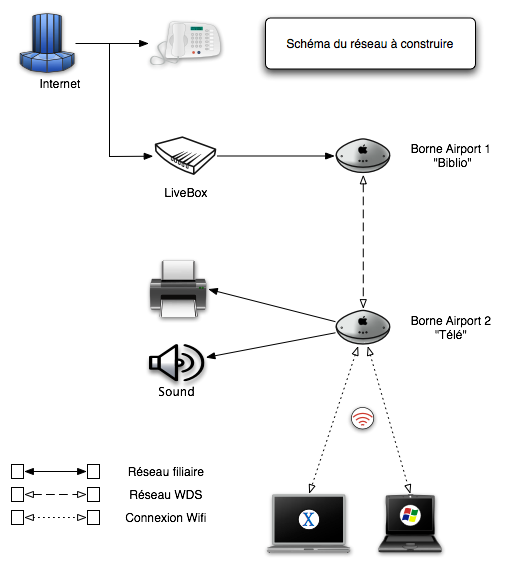 Schéma du réseau à construire
Internet
Borne Airport 1
"Biblio"
LiveBox
Borne Airport 2
"Télé"
Sound
X
Réseau filiaire
Réseau WDS
Connexion Wifi